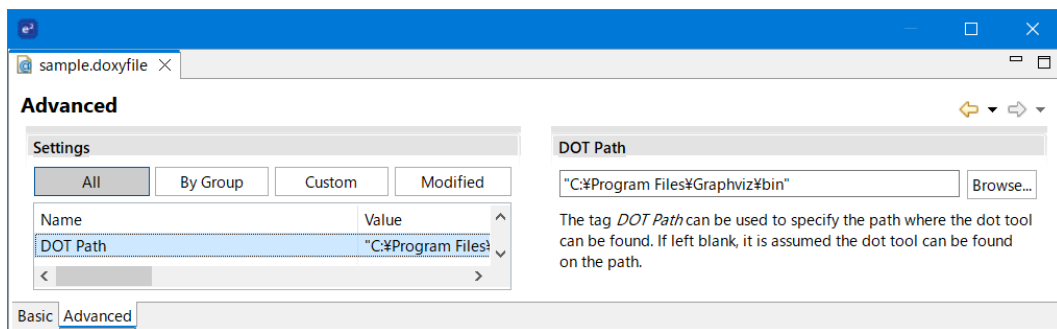 e²
sample.doxyfile
Advanced
Settings
All By Group Custom Modified
Name Value
DOT Path "C:¥Program Files¥
DOT Path
"C:¥Program Files¥Graphviz¥bin" Browse...
The tag DOT Path can be used to specify the path where the dot tool
can be found. If left blank, it is assumed the dot tool can be found
on the path.
Basic Advanced